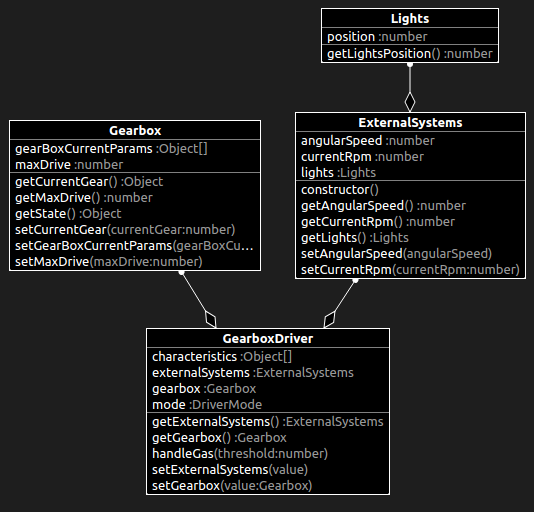 Lights
position :number
getLightsPosition() :number
Gearbox
gearBoxCurrentParams :Object[]
maxDrive :number
getCurrentGear() :Object
getMaxDrive() :number
getState() :Object
setCurrentGear(currentGear:number)
setGearBoxCurrentParams(gearBoxCu...
setMaxDrive(maxDrive:number)
ExternalSystems
angularSpeed :number
currentRpm :number
lights :Lights
constructor()
getAngularSpeed() :number
getCurrentRpm() :number
getLights() :Lights
setAngularSpeed(angularSpeed)
setCurrentRpm(currentRpm:number)
GearboxDriver
characteristics :Object[]
externalSystems :ExternalSystems
gearbox :Gearbox
mode :DriverMode
getExternalSystems() :ExternalSystems
getGearbox() :Gearbox
handleGas(threshold:number)
setExternalSystems(value)
setGearbox(value:Gearbox)